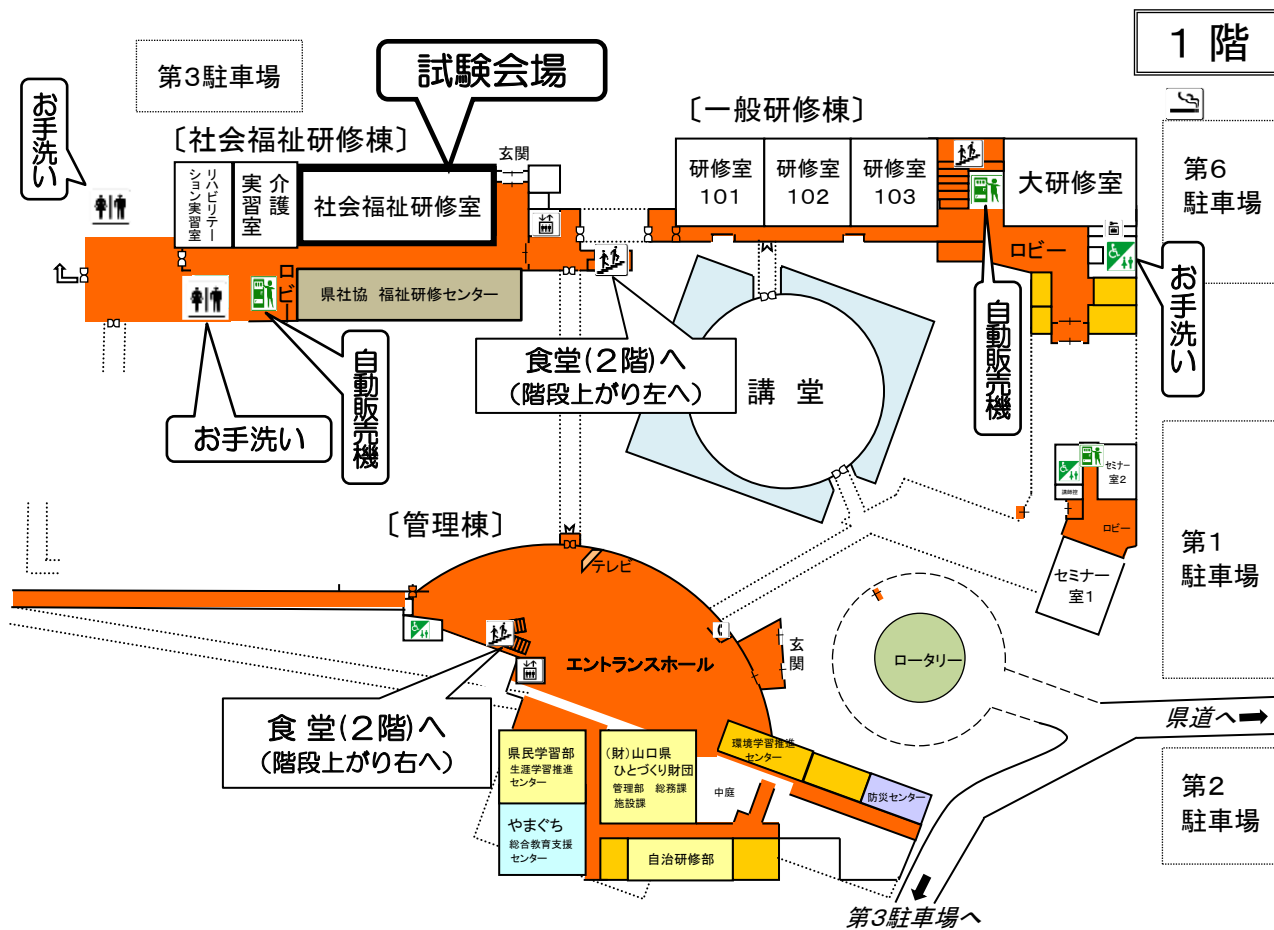 1 階
第3駐車場
試験会場
お手洗い
〔社会福祉研修棟〕
〔一般研修棟〕
玄関
リハビリテー
ション実習室
介護
実習室
社会福祉研修室
研修室
101
研修室
102
研修室
103
大研修室
第6
駐車場
ロビー
ロビー
県社協 福祉研修センター
お手洗い
自動販売機
お手洗い
自動販売機
食堂(2階)へ
(階段上がり左へ)
講 堂
セミナー
室2
講師控
ロビー
セミナー
室1
第1
駐車場
〔管理棟〕
テレビ
エントランスホール
玄関
ロータリー
県道へ
食 堂(2階)へ
(階段上がり右へ)
県民学習部
生涯学習推進
センター
(財)山口県
ひとづくり財団
管理部 総務課
施設課
環境学習推進
センター
防災センター
中庭
やまぐち
総合教育支援
センター
自治研修部
第2
駐車場
第3駐車場へ